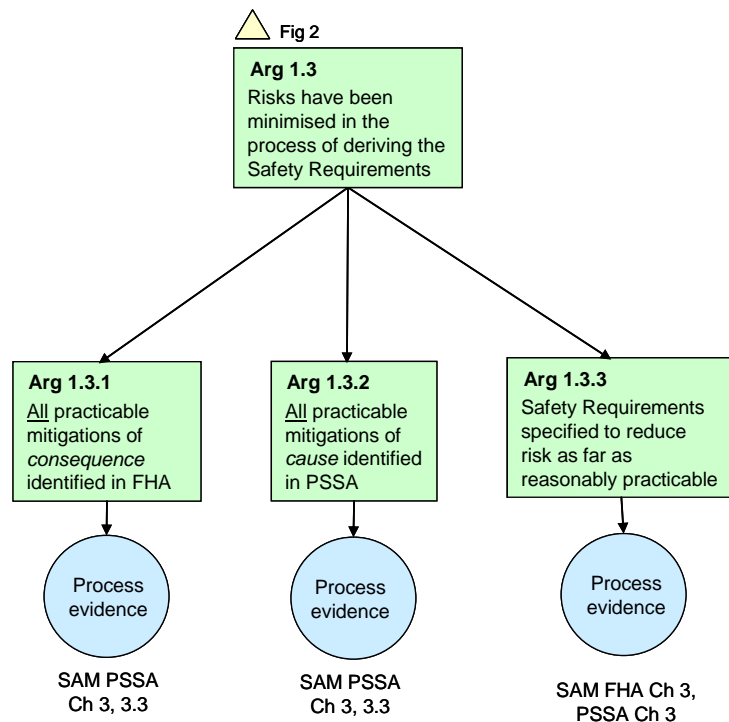 Fig 2
Arg 1.3
Risks have been
minimised in the
process of deriving the
Safety Requirements
Arg 1.3.1
All practicable
mitigations of
consequence
identified in FHA
Arg 1.3.2
All practicable
mitigations of
cause identified
in PSSA
Arg 1.3.3
Safety Requirements
specified to reduce
risk as far as
reasonably practicable
Process
evidence
Process
evidence
Process
evidence
SAM PSSA
Ch 3, 3.3
SAM PSSA
Ch 3, 3.3
SAM FHA Ch 3,
PSSA Ch 3